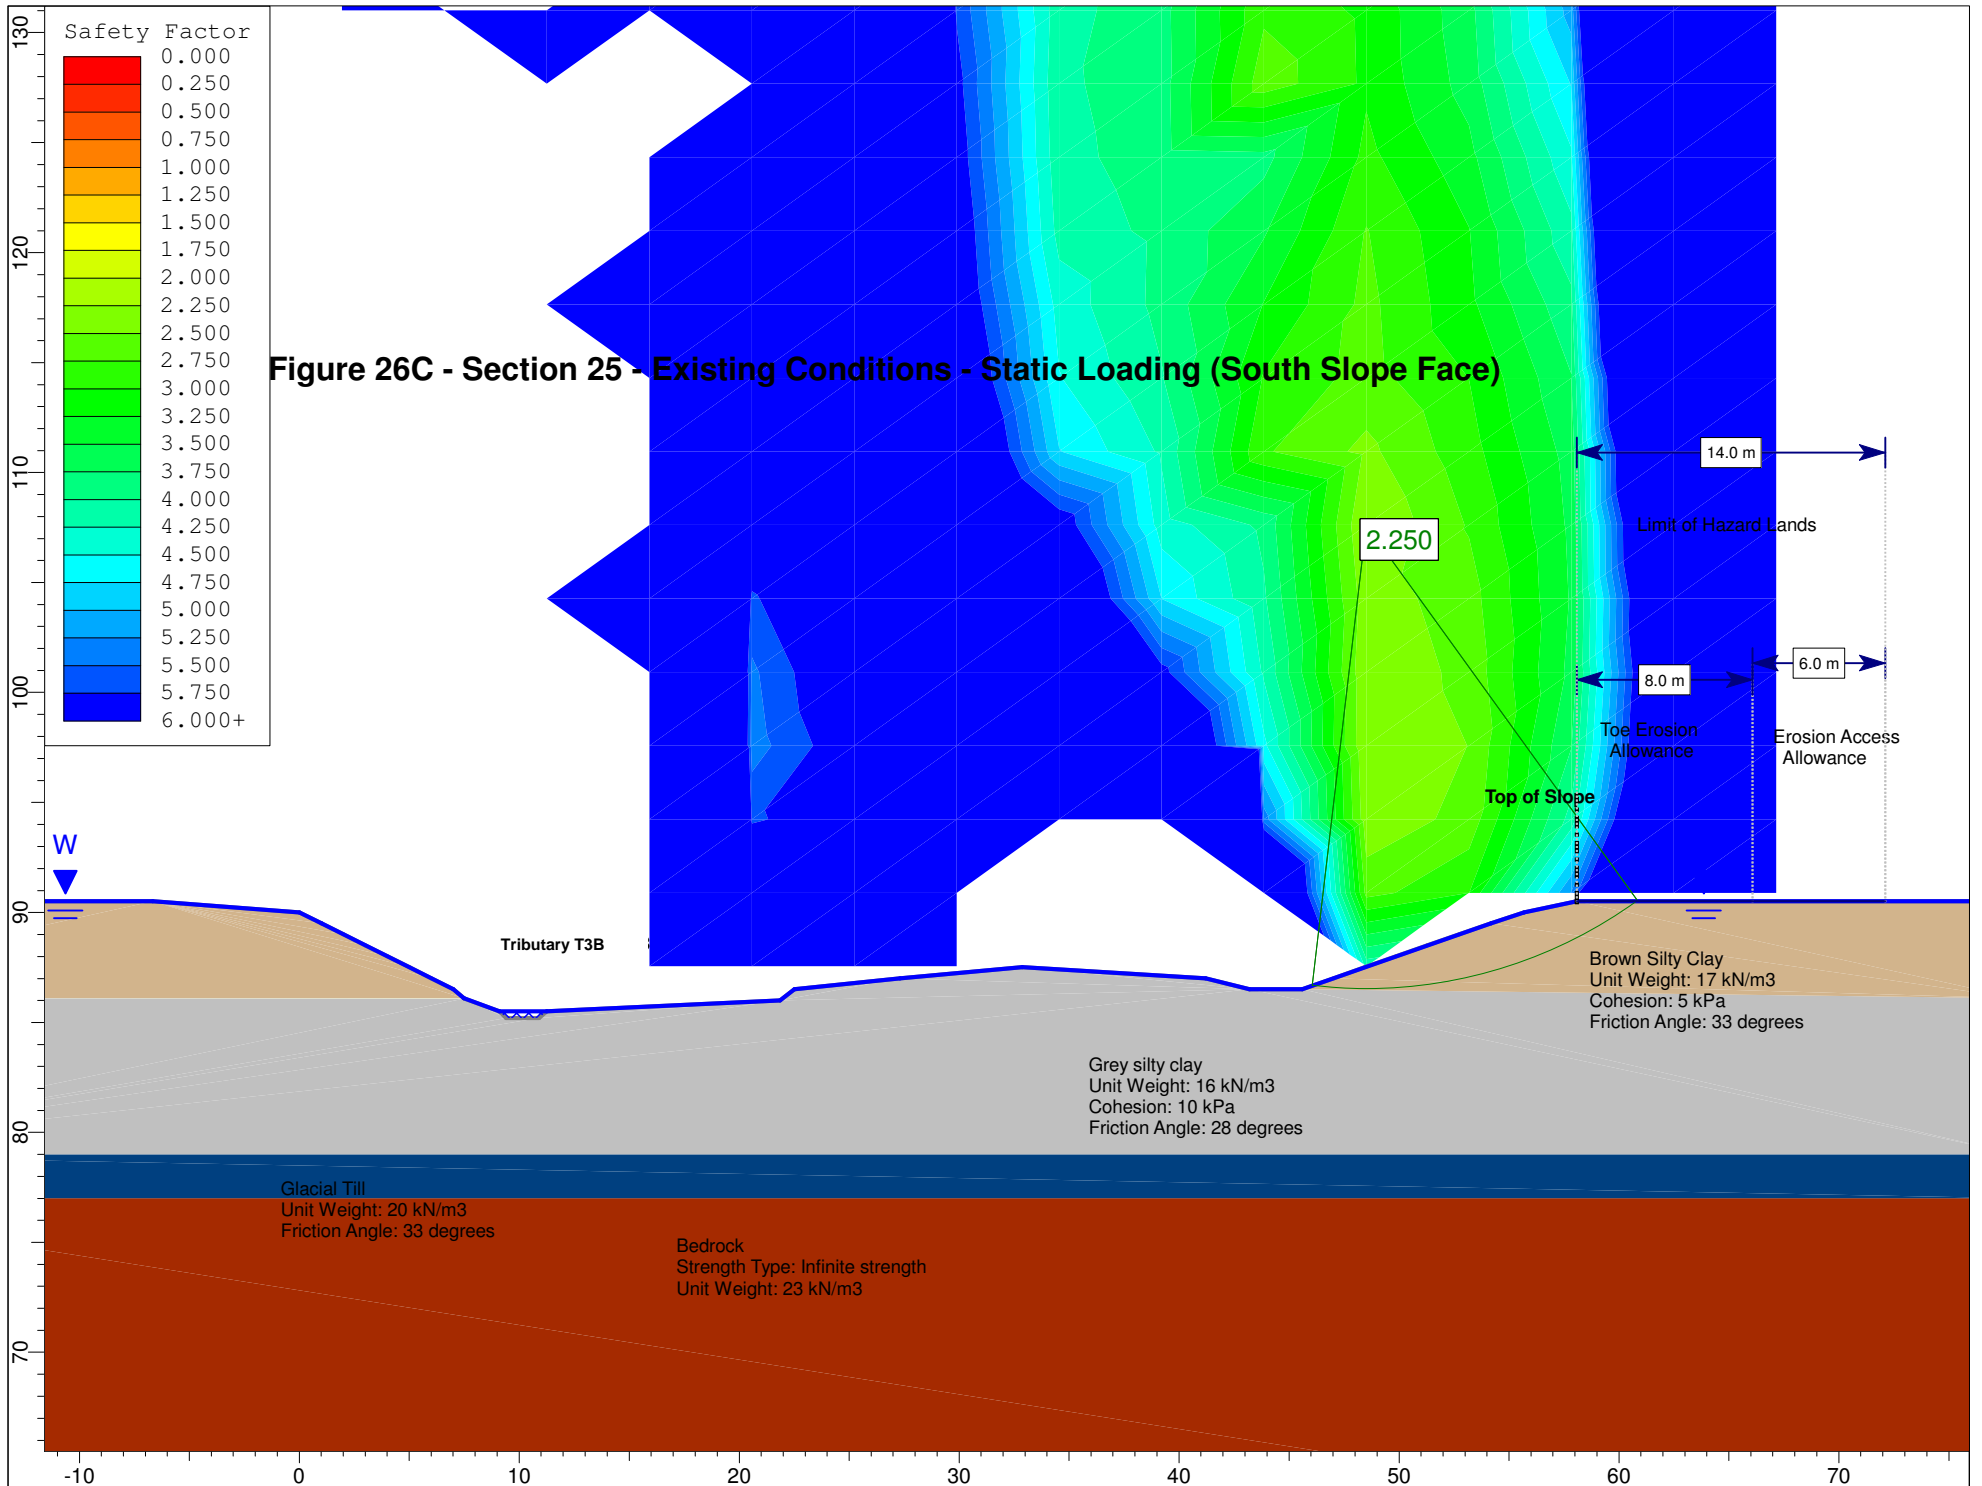 Safety Factor
0.000
0.250
0.500
0.750
1.000
1.250
1.500
1.750
2.000
2.250
2.500
2.750
3.000
3.250
3.500
3.750
4.000
4.250
4.500
4.750
5.000
5.250
5.500
5.750
6.000+
Figure 26C - Section 25 - Existing Conditions - Static Loading (South Slope Face)
14.0 m
Limit of Hazard Lands
2.250
6.0 m
8.0 m
Toe Erosion
Allowance
Erosion Access
Allowance
Top of Slope
W
Tributary T3B
Brown Silty Clay
Unit Weight: 17 kN/m3
Cohesion: 5 kPa
Friction Angle: 33 degrees
Grey silty clay
Unit Weight: 16 kN/m3
Cohesion: 10 kPa
Friction Angle: 28 degrees
Glacial Till
Unit Weight: 20 kN/m3
Friction Angle: 33 degrees
Bedrock
Strength Type: Infinite strength
Unit Weight: 23 kN/m3
130
120
110
100
90
80
70
-10 0 10 20 30 40 50 60 70